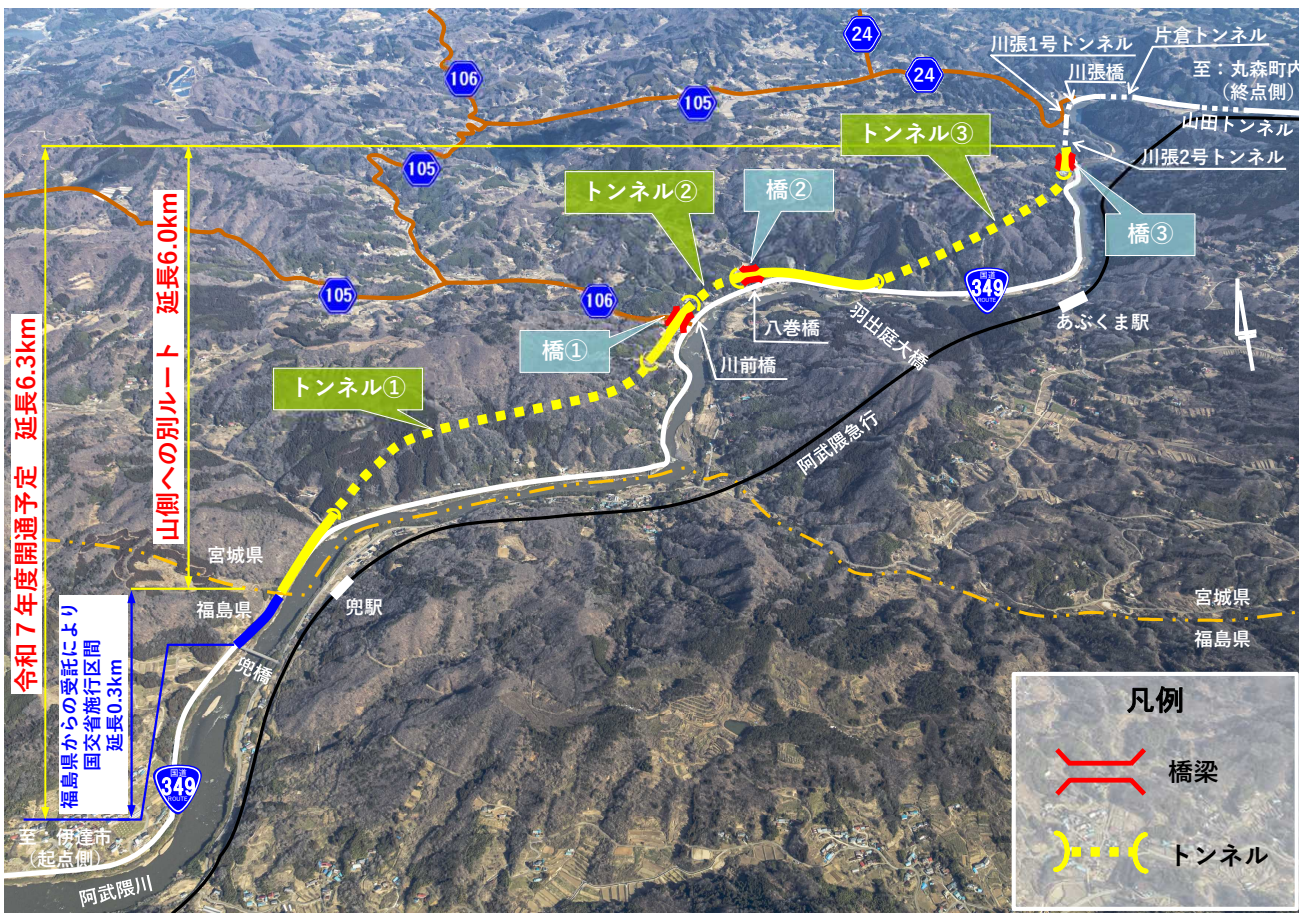 24
106
24
105
川張1号トンネル
片倉トンネル
川張橋
至：丸森町内
（終点側）
山田トンネル
川張2号トンネル
トンネル③
105
トンネル②
橋②
橋③
105
106
国道
349
ROUTE
あぶくま駅
八巻橋
羽出庭大橋
橋①
川前橋
トンネル①
阿武隈急行
令和７年度開通予定　延長6.3km
山側への別ルート　延長6.0km
宮城県
福島県
兜駅
兜橋
福島県からの受託により
国交省施行区間
延長0.3km
国道
349
ROUTE
至：伊達市
（起点側）
阿武隈川
宮城県
福島県
凡例
橋梁
トンネル